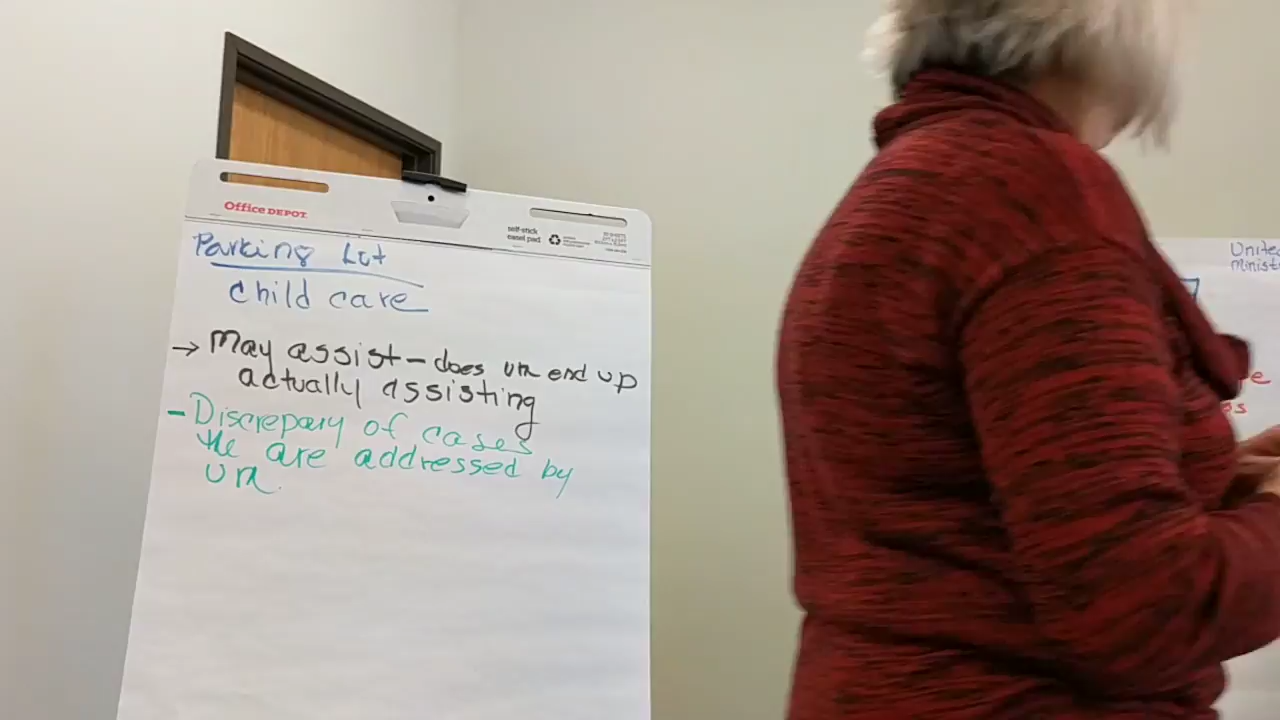 Office DEPOT
self-stick
easel pad
Parking Lot
child care
→ May assist - does um end up
actually assisting
- Discrepary of cases
the are addressed by
um.
Unite
Minist
e
s